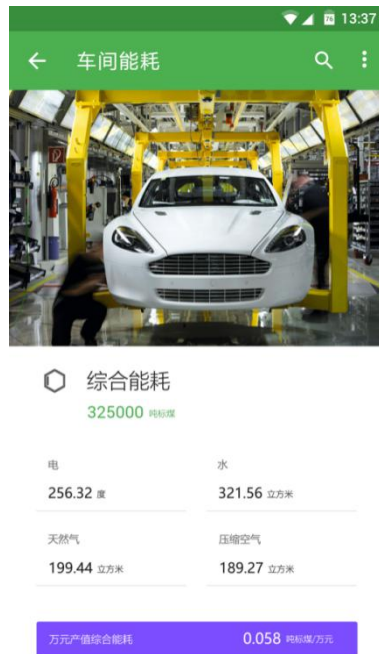 76 13:37
车间能耗
综合能耗
325000 吨标煤
电 水
256.32 度 321.56 立方米
天然气 压缩空气
199.44 立方米 189.27 立方米
万元产值综合能耗 0.058 吨标煤/万元